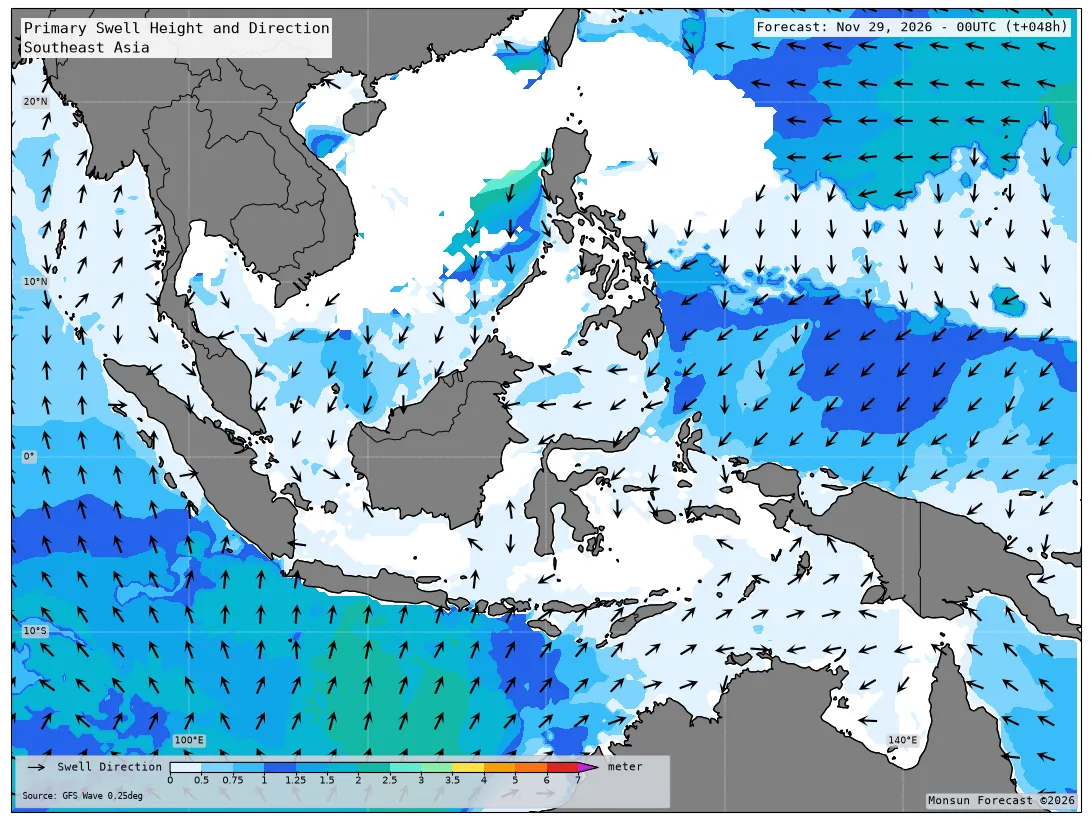 Primary Swell Height and Direction
Southeast Asia
Forecast: Nov 29, 2026 - 00UTC (t+048h)
20°N
10°N
0°
10°S
100°E
140°E
Swell Direction
0 0.5 0.75 1 1.25 1.5 2 2.5 3 3.5 4 5 6 7
meter
Source: GFS Wave 0.25deg
Monsun Forecast ©2026